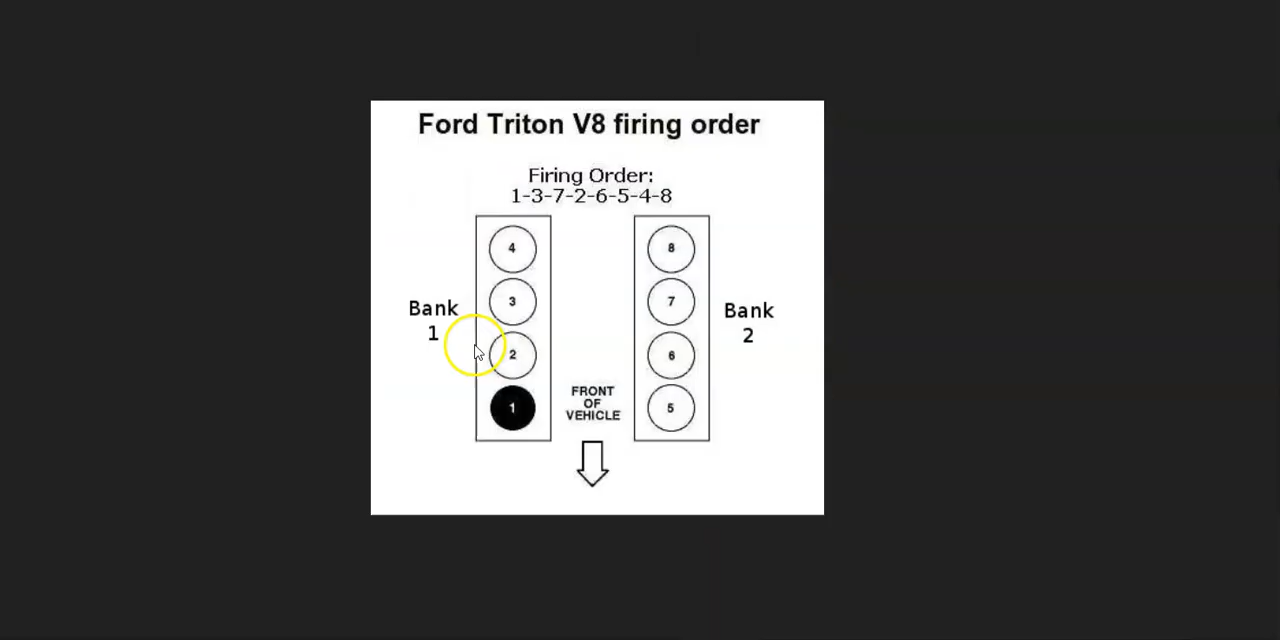 Ford Triton V8 firing order
Firing Order:
1-3-7-2-6-5-4-8
4
8
3
7
Bank
1
Bank
2
2
6
1
FRONT
OF
VEHICLE
5